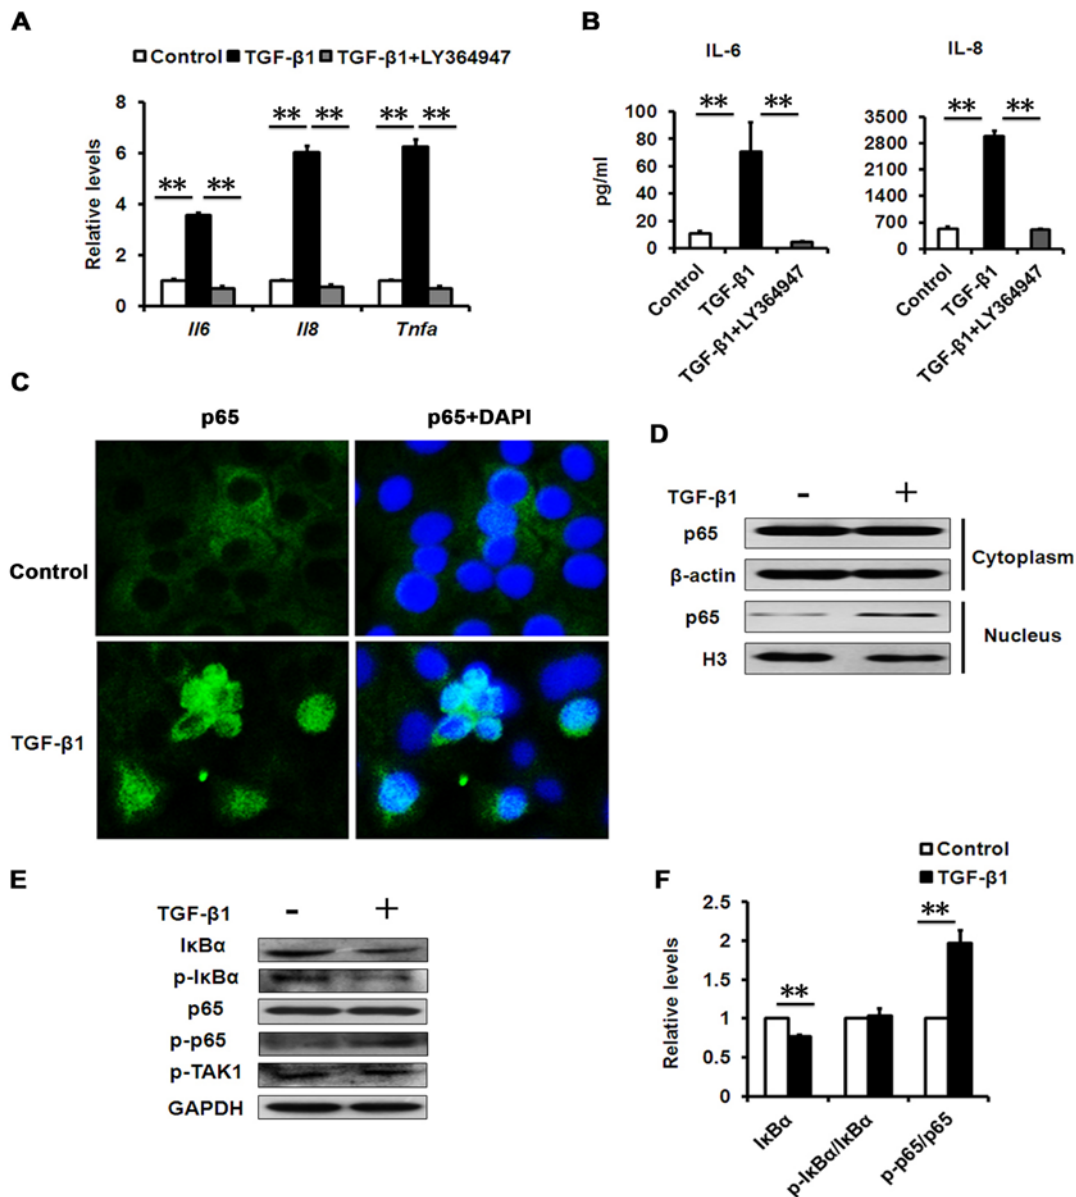 A
Control TGF-β1 TGF-β1+LY364947
** ** ** ** ** **
Relative levels
8
6
4
2
0
Il6 Il8 Tnfa
B
IL-6
** **
pg/ml
100
80
60
40
20
0
Control
TGF-β1
TGF-β1+LY364947
IL-8
** **
3500
2800
2100
1400
700
0
Control
TGF-β1
TGF-β1+LY364947
C
p65 p65+DAPI
Control
TGF-β1
D
TGF-β1 - +
p65
β-actin
Cytoplasm
p65
H3
Nucleus
E
TGF-β1 - +
IκBα
p-IκBα
p65
p-p65
p-TAK1
GAPDH
F
Control
TGF-β1
** **
Relative levels
2.5
2
1.5
1
0.5
0
IκBα
p-IκBα/IκBα
p-p65/p65